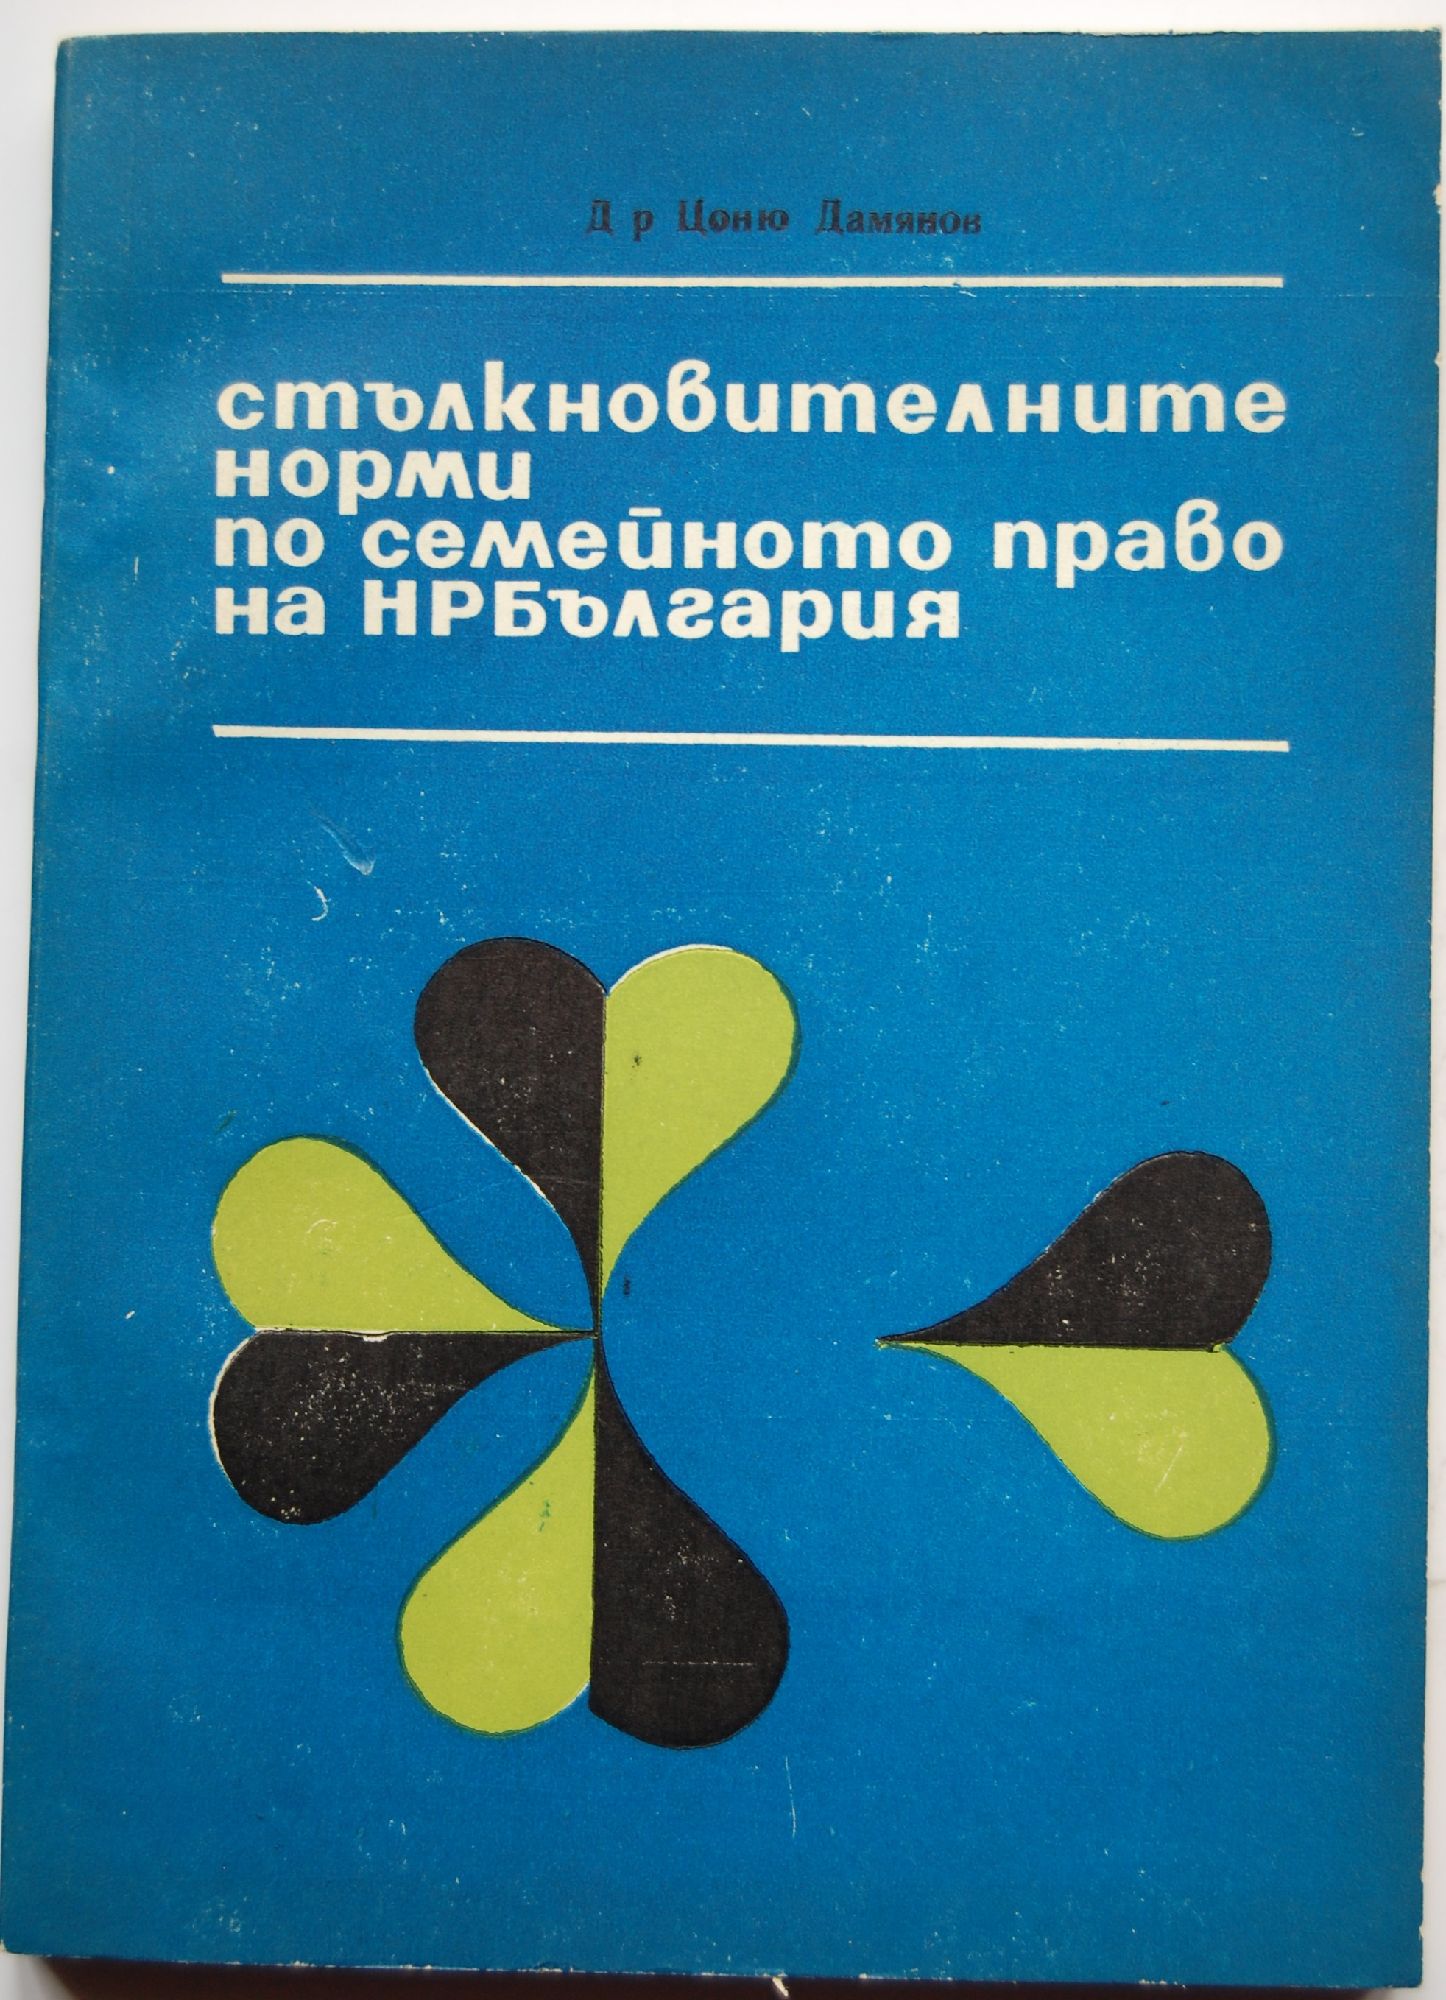 Д р Цоню Дамянов
стълкновителните
норми
по семейното право
на НРБългария